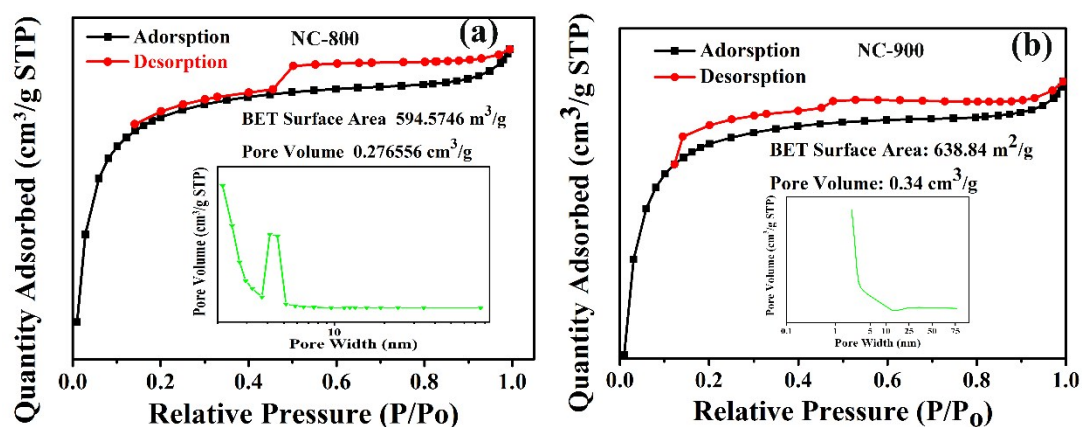 (a)
Adorsption
NC-800
Desorption
BET Surface Area 594.5746 m³/g
Pore Volume 0.276556 cm³/g
Pore Volume (cm³/g STP)
10
Pore Width (nm)
Quantity Adsorbed (cm³/g STP)
0.0 0.2 0.4 0.6 0.8 1.0
Relative Pressure (P/Po)
(b)
Adorsption
NC-900
Desorsption
BET Surface Area: 638.84 m²/g
Pore Volume: 0.34 cm³/g
Pore Volume (cm³/g STP)
0.1 1 5 10 25 50 75
Pore Width (nm)
Quantity Adsorbed (cm³/g STP)
0.0 0.2 0.4 0.6 0.8 1.0
Relative Pressure (P/Po)